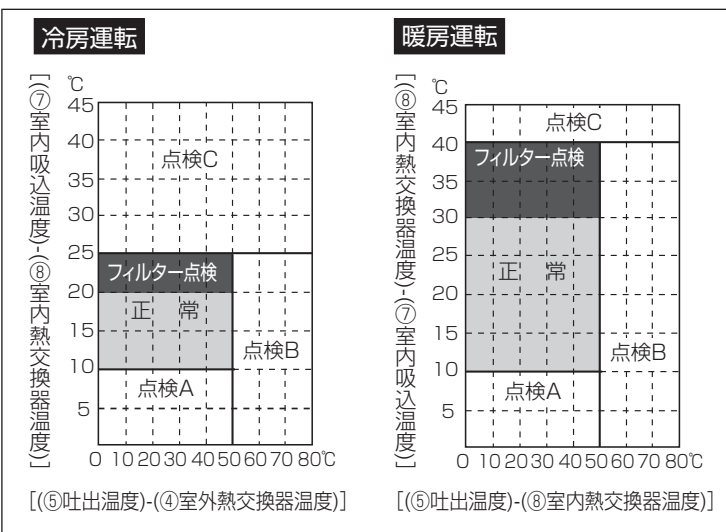 冷房運転
[(⑦室内吸込温度)-(⑧室内熱交換器温度)]
℃
45
40
35
30
25
20
15
10
5
点検C
フィルター点検
正 常
点検B
点検A
0 10 20 30 40 50 60 70 80℃
[(⑤吐出温度)-(④室外熱交換器温度)]
暖房運転
[(⑧室内熱交換器温度)-(⑦室内吸込温度)]
℃
45
40
35
30
25
20
15
10
5
点検C
フィルター点検
正 常
点検B
点検A
0 10 20 30 40 50 60 70 80℃
[(⑤吐出温度)-(⑧室内熱交換器温度)]